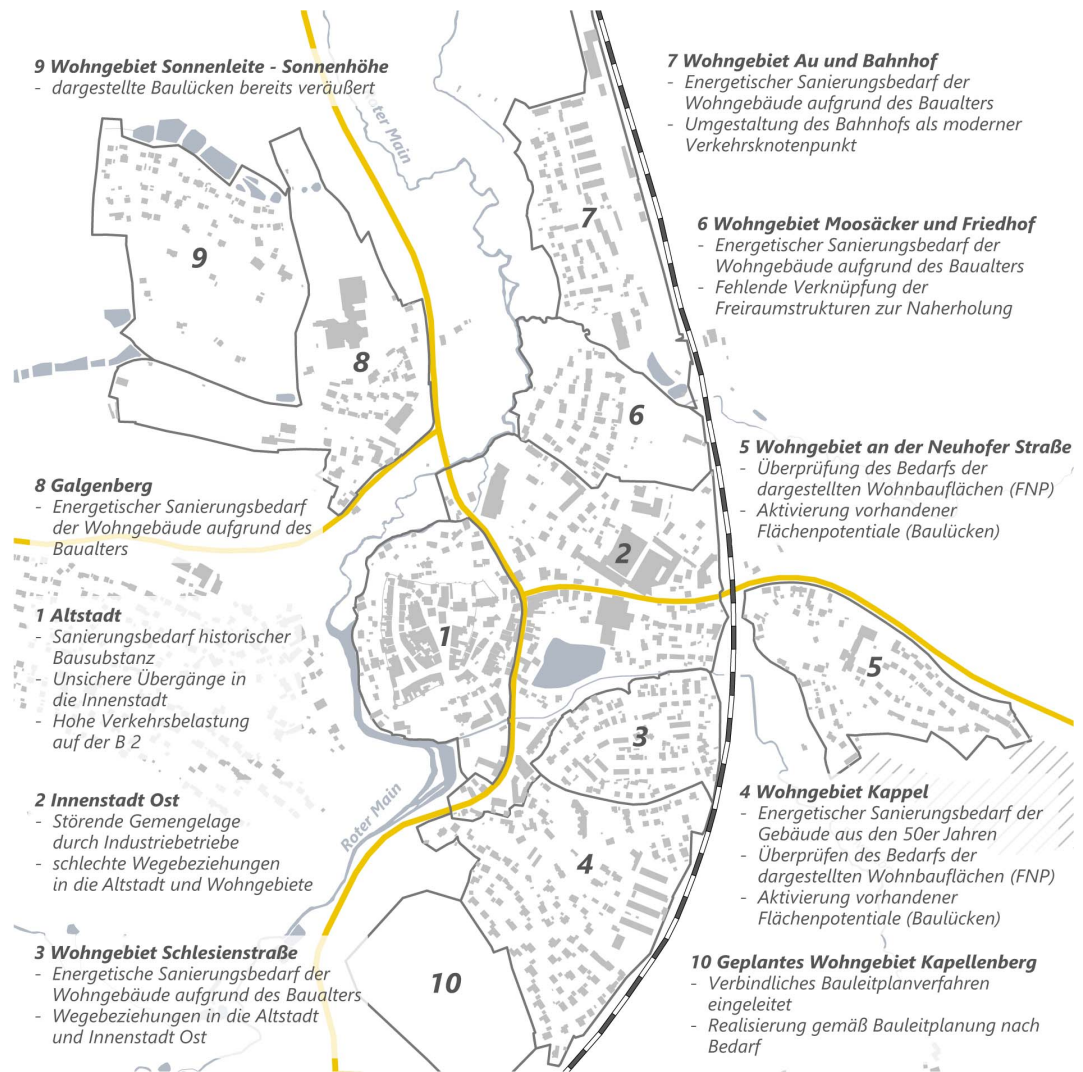 9 Wohngebiet Sonnenleite - Sonnenhöhe
- dargestellte Baulücken bereits veräußert
7 Wohngebiet Au und Bahnhof
- Energetischer Sanierungsbedarf der
Wohngebäude aufgrund des Baualters
- Umgestaltung des Bahnhofs als moderner
Verkehrsknotenpunkt
6 Wohngebiet Moosäcker und Friedhof
- Energetischer Sanierungsbedarf der
Wohngebäude aufgrund des Baualters
- Fehlende Verknüpfung der
Freiraumstrukturen zur Naherholung
5 Wohngebiet an der Neuhofer Straße
- Überprüfung des Bedarfs der
dargestellten Wohnbauflächen (FNP)
- Aktivierung vorhandener
Flächenpotentiale (Baulücken)
8 Galgenberg
- Energetischer Sanierungsbedarf
der Wohngebäude aufgrund des
Baualters
1 Altstadt
- Sanierungsbedarf historischer
Bausubstanz
- Unsichere Übergänge in
die Innenstadt
- Hohe Verkehrsbelastung
auf der B 2
2 Innenstadt Ost
- Störende Gemengelage
durch Industriebetriebe
- schlechte Wegebeziehungen
in die Altstadt und Wohngebiete
3 Wohngebiet Schlesienstraße
- Energetische Sanierungsbedarf der
Wohngebäude aufgrund des Baualters
- Wegebeziehungen in die Altstadt
und Innenstadt Ost
4 Wohngebiet Kappel
- Energetischer Sanierungsbedarf der
Gebäude aus den 50er Jahren
- Überprüfen des Bedarfs der
dargestellten Wohnbauflächen (FNP)
- Aktivierung vorhandener
Flächenpotentiale (Baulücken)
10 Geplantes Wohngebiet Kapellenberg
- Verbindliches Bauleitplanverfahren
eingeleitet
- Realisierung gemäß Bauleitplanung nach
Bedarf
Roter Main
Roter Main
9
7
8
6
2
1
5
3
4
10